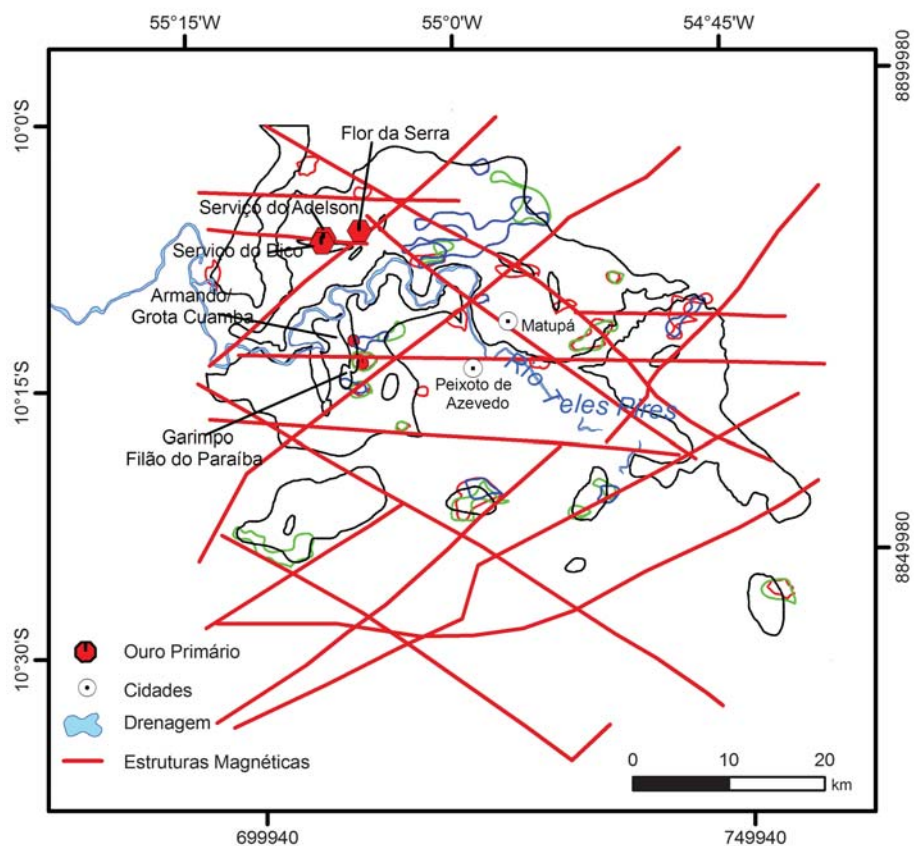 55°15'W
55°0'W
54°45'W
8899980
10°0'S
Flor da Serra
Serviço do Adelson
Serviço do Dico
Armando/
Grota Cuamba
Matupá
Peixoto de
Azevedo
Rio Teles Pires
10°15'S
Garimpo
Filão do Paraíba
8849980
10°30'S
Ouro Primário
Cidades
Drenagem
Estruturas Magnéticas
0 10 20
km
699940
749940